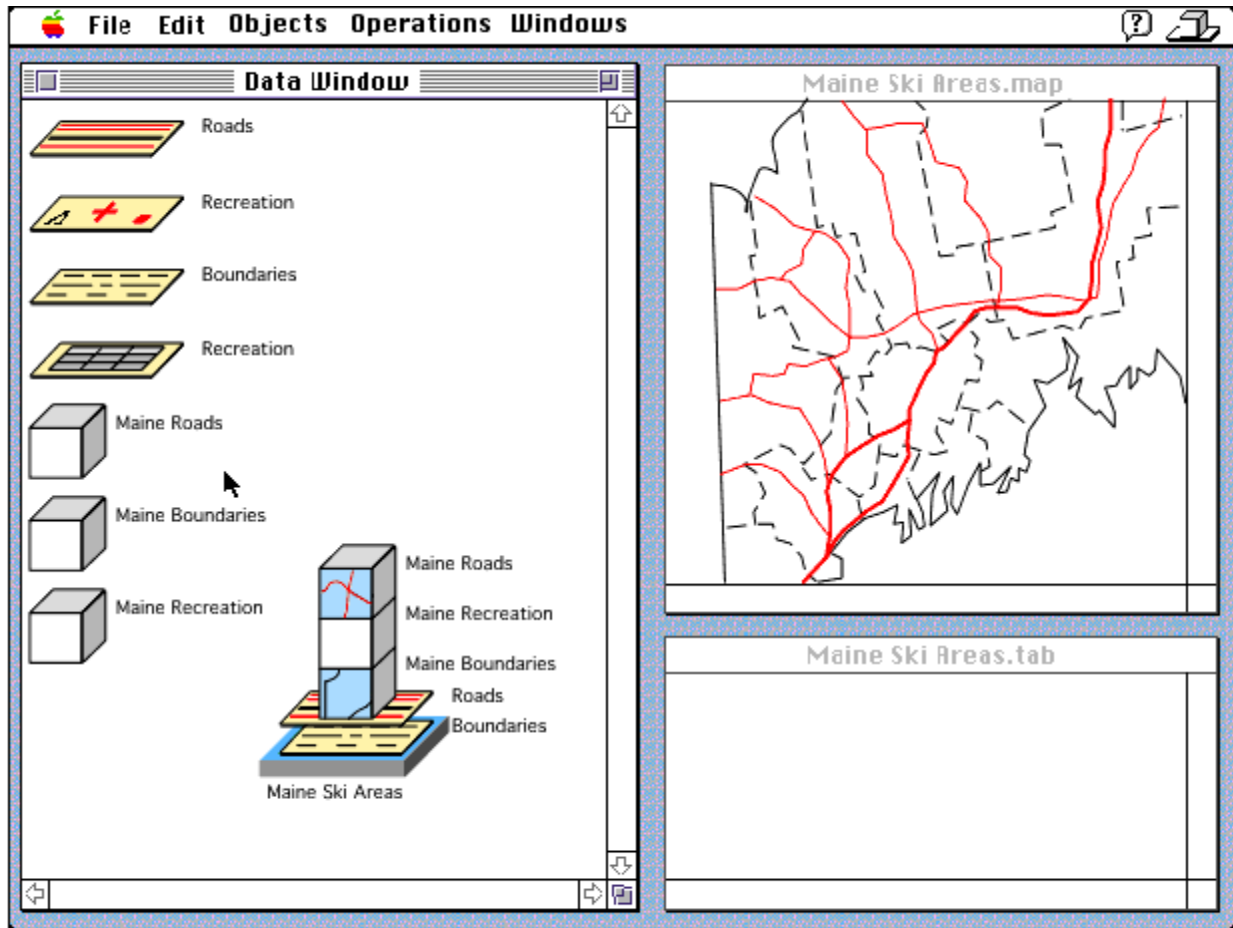 File Edit Objects Operations Windows
Data Window
Roads
Recreation
Boundaries
Recreation
Maine Roads
Maine Boundaries
Maine Recreation
Maine Roads
Maine Recreation
Maine Boundaries
Roads
Boundaries
Maine Ski Areas
Maine Ski Areas.map
Maine Ski Areas.tab